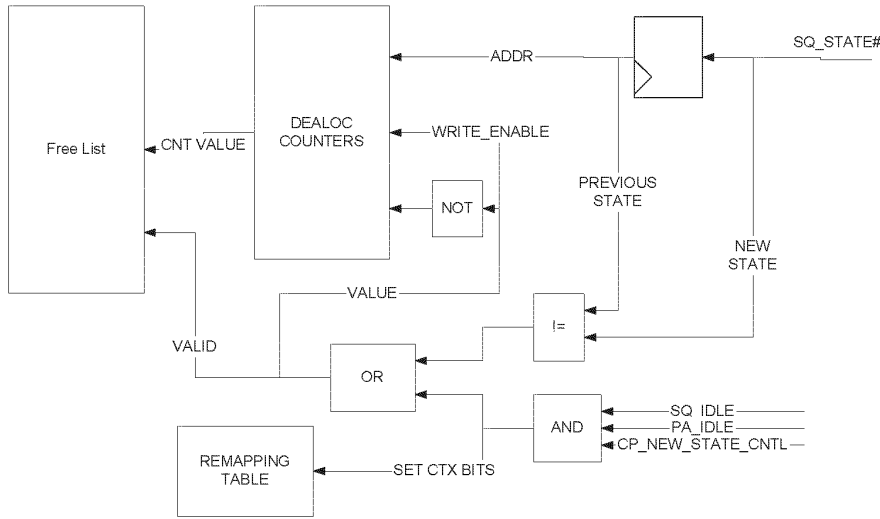 SQ_STATE#
ADDR
DEALOC
COUNTERS
WRITE_ENABLE
Free List
CNT VALUE
PREVIOUS
STATE
NOT
NEW
STATE
VALUE
!=
VALID
OR
SQ_IDLE
AND
PA_IDLE
CP_NEW_STATE_CNTL
REMAPPING
TABLE
SET CTX BITS